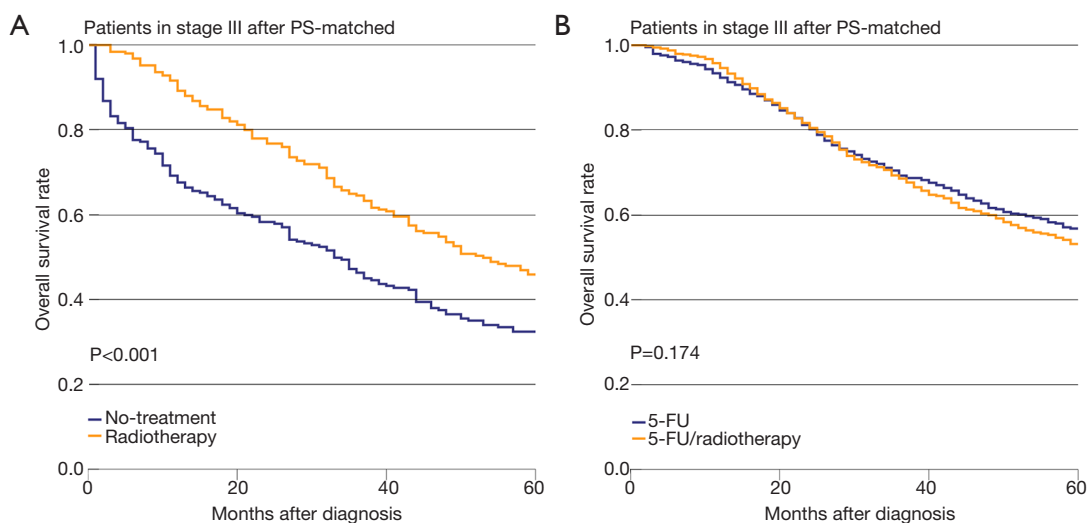 A
Patients in stage III after PS-matched
1.0
0.8
0.6
0.4
0.2
0.0
Overall survival rate
P<0.001
No-treatment
Radiotherapy
0 20 40 60
Months after diagnosis
B
Patients in stage III after PS-matched
1.0
0.8
0.6
0.4
0.2
0.0
Overall survival rate
P=0.174
5-FU
5-FU/radiotherapy
0 20 40 60
Months after diagnosis